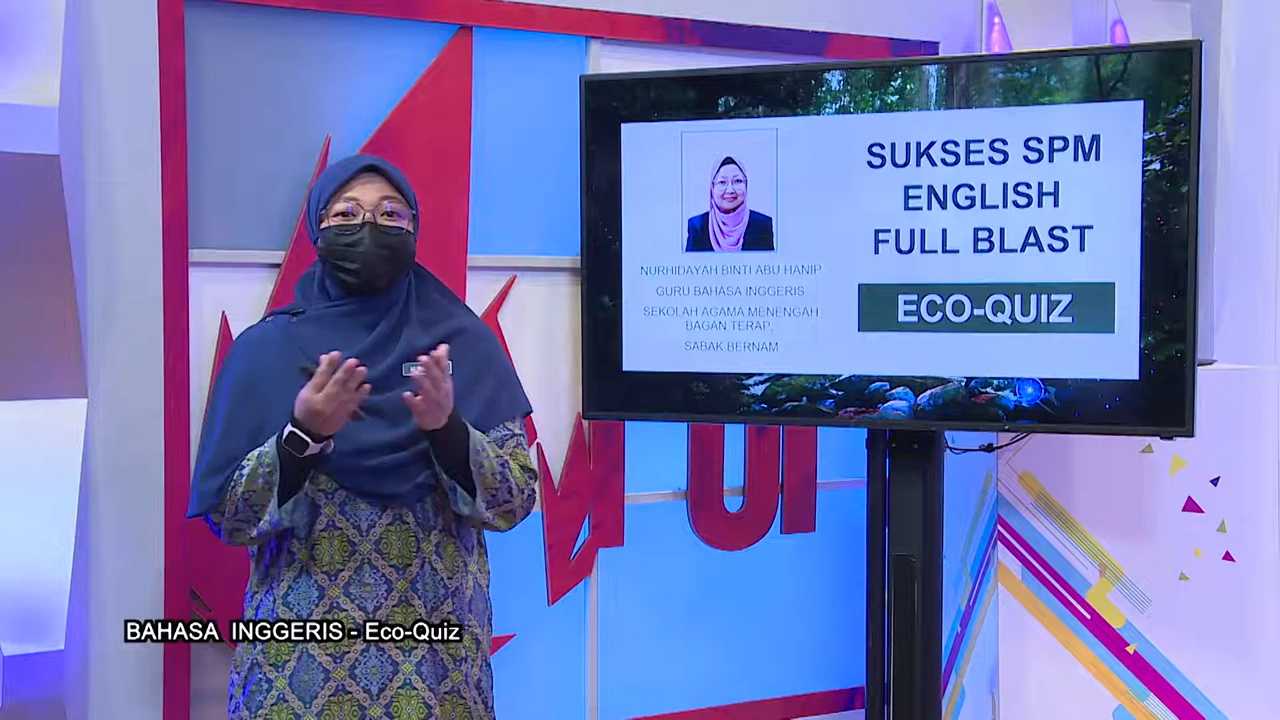 SUKSES SPM
ENGLISH
FULL BLAST
ECO-QUIZ
NURHIDAYAH BINTI ABU HANIP
GURU BAHASA INGGERIS
SEKOLAH AGAMA MENENGAH
BAGAN TERAP,
SABAK BERNAM
BAHASA INGGERIS - Eco-Quiz